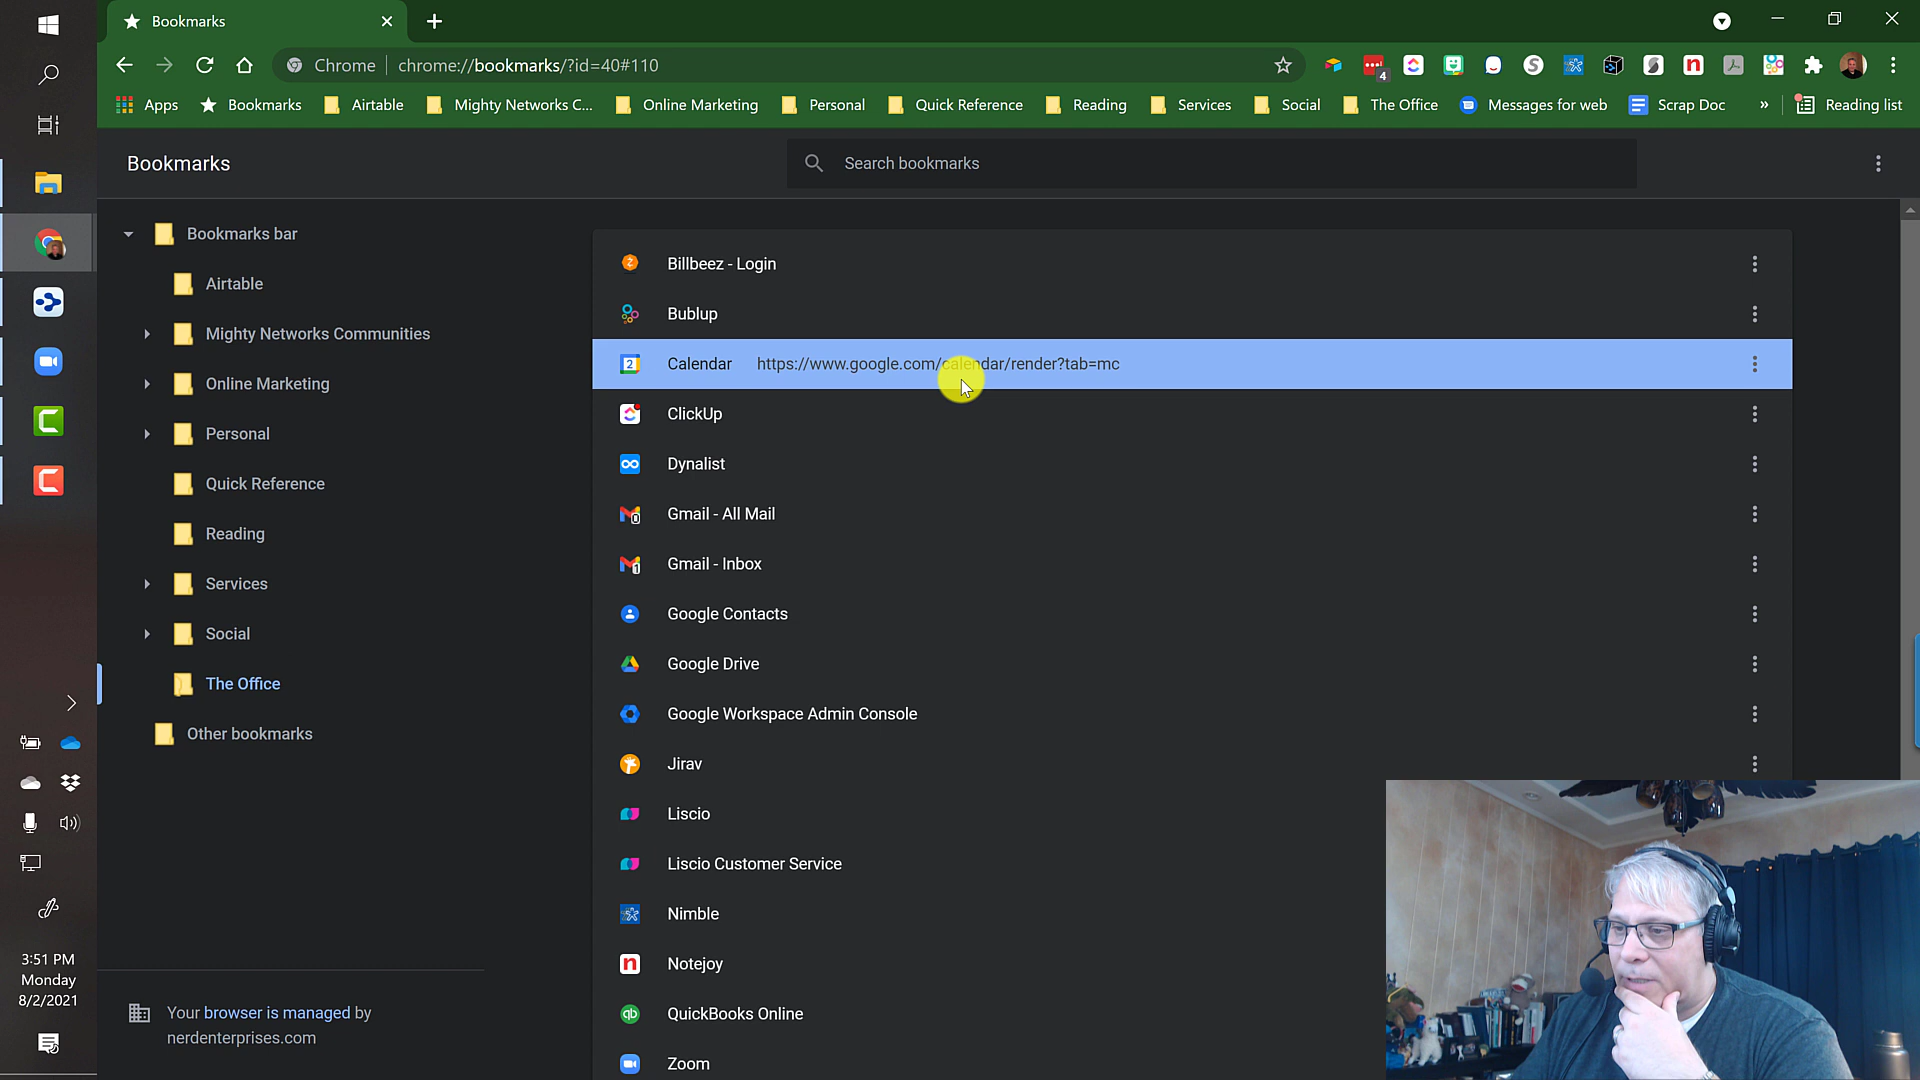 Bookmarks
Chrome chrome://bookmarks/?id=40#110
4
Apps Bookmarks Airtable Mighty Networks C... Online Marketing Personal Quick Reference Reading Services Social The Office Messages for web Scrap Doc » Reading list
Bookmarks
Search bookmarks
Bookmarks bar
Airtable
Mighty Networks Communities
Online Marketing
Personal
Quick Reference
Reading
Services
Social
The Office
Other bookmarks
Your browser is managed by
nerdenterprises.com
Billbeez - Login
Bublup
Calendar https://www.google.com/calendar/render?tab=mc
ClickUp
Dynalist
Gmail - All Mail
Gmail - Inbox
Google Contacts
Google Drive
Google Workspace Admin Console
Jirav
Liscio
Liscio Customer Service
Nimble
Notejoy
QuickBooks Online
Zoom
3:51 PM
Monday
8/2/2021